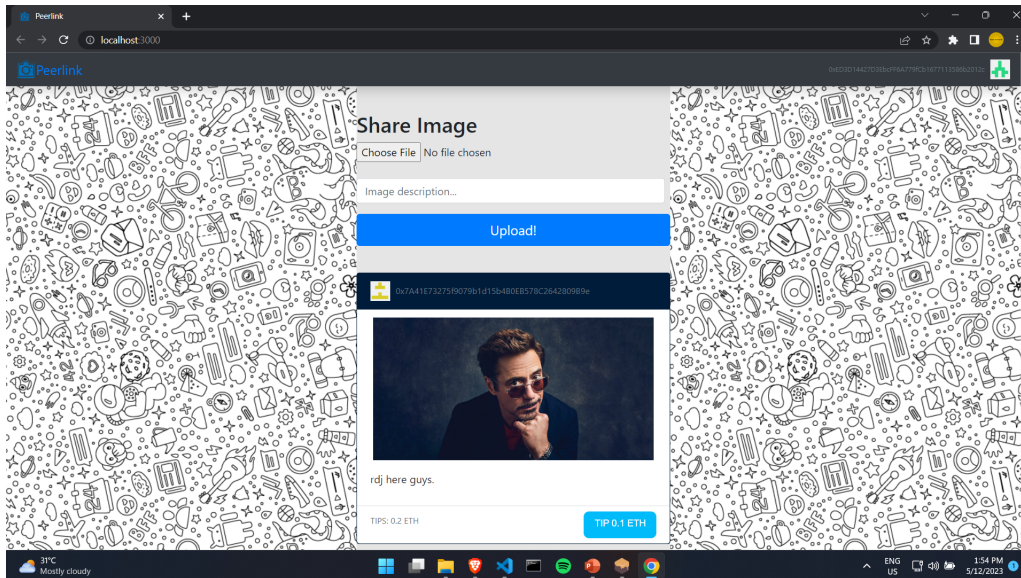 Peerlink
localhost:3000
Peerlink
Share Image
Choose File No file chosen
Image description...
Upload!
rdj here guys.
TIPS: 0.2 ETH
TIP 0.1 ETH
31°C
Mostly cloudy
ENG
US
1:54 PM
5/12/2023
1